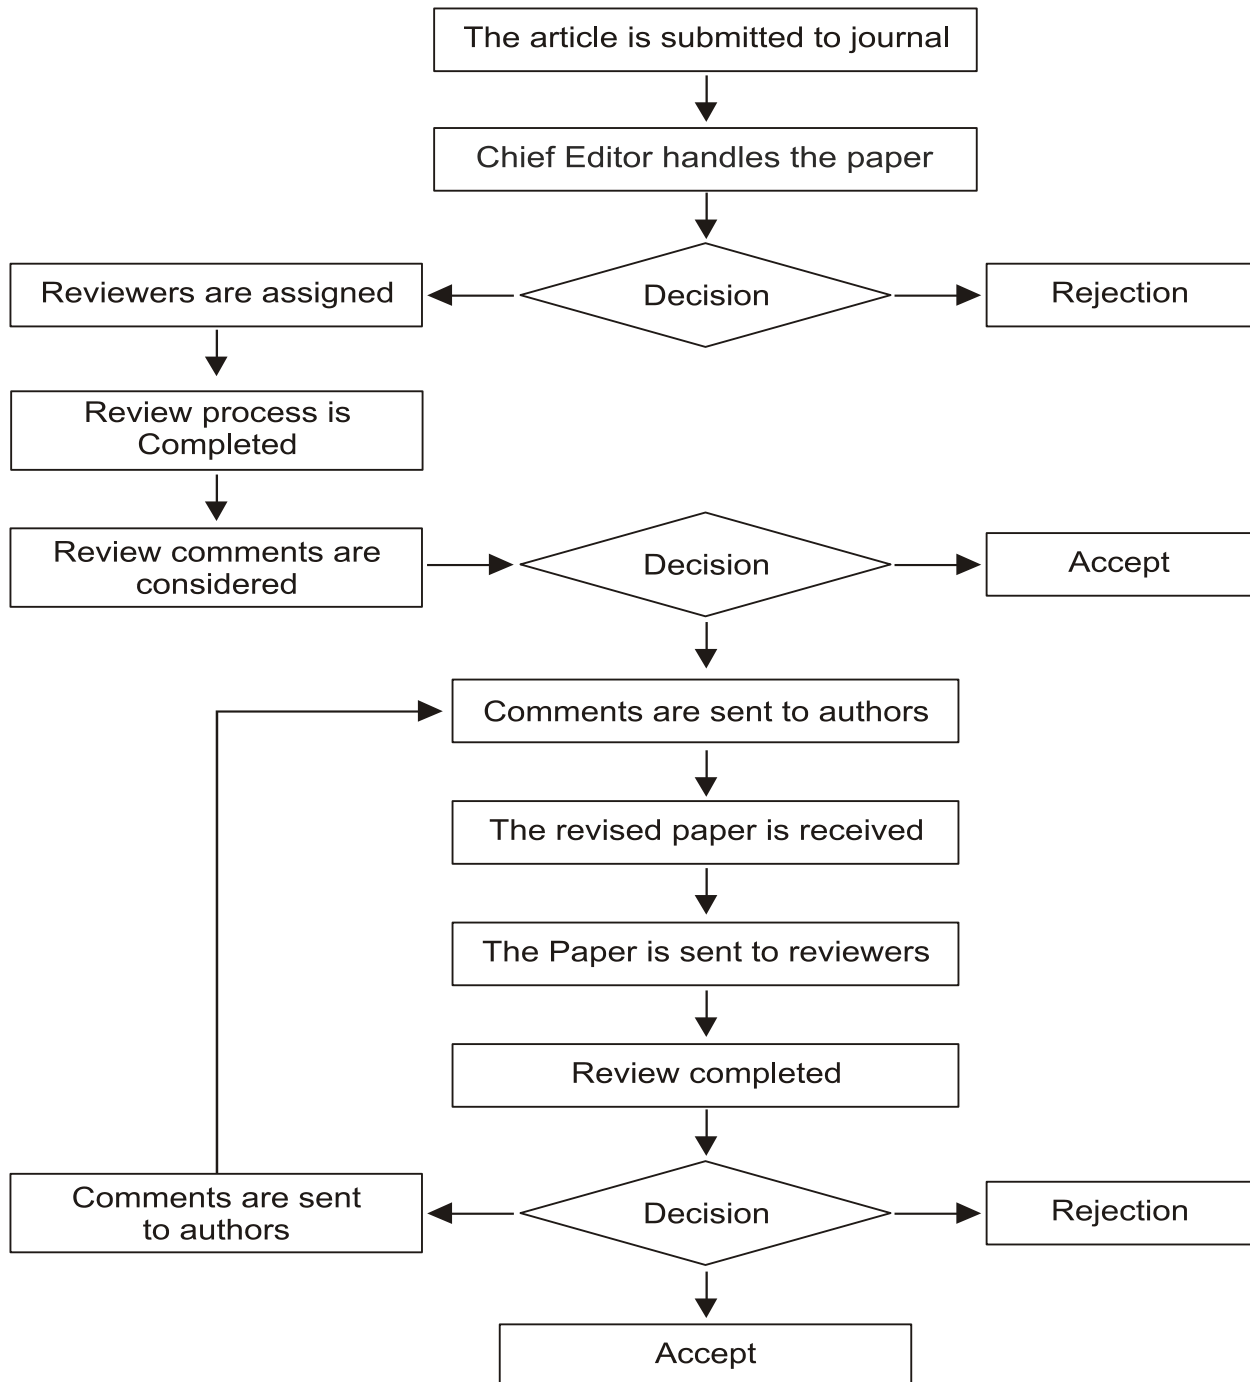 The article is submitted to journal
Chief Editor handles the paper
Reviewers are assigned
Decision
Rejection
Review process is
Completed
Review comments are
considered
Decision
Accept
Comments are sent to authors
The revised paper is received
The Paper is sent to reviewers
Review completed
Comments are sent
to authors
Decision
Rejection
Accept